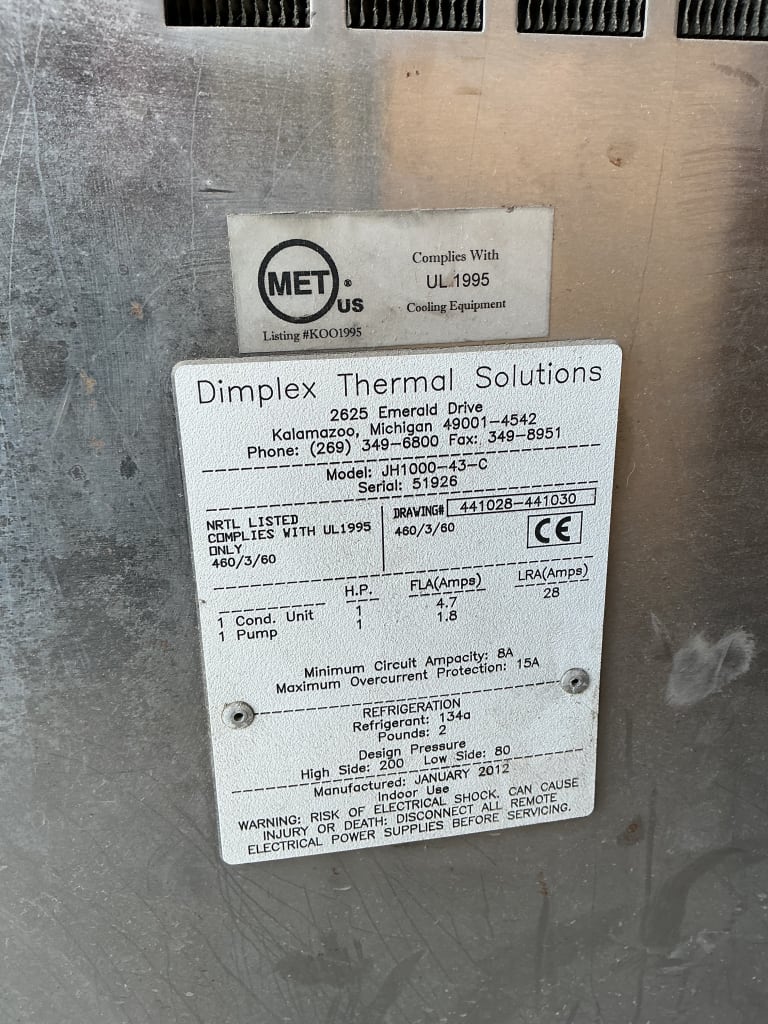 MET ® US
Listing #KOO1995
Complies With
UL 1995
Cooling Equipment
Dimplex Thermal Solutions
2625 Emerald Drive
Kalamazoo, Michigan 49001-4542
Phone: (269) 349-6800 Fax: 349-8951
Model: JH1000-43-C
Serial: 51926
NRTL LISTED
COMPLIES WITH UL1995
ONLY
460/3/60
DRAWING# 441028-441030
460/3/60
CE
H.P. FLA(Amps) LRA(Amps)
1 Cond. Unit 1 4.7 28
1 Pump 1 1.8
Minimum Circuit Ampacity: 8A
Maximum Overcurrent Protection: 15A
REFRIGERATION
Refrigerant: 134a
Pounds: 2
Design Pressure
High Side: 200 Low Side: 80
Manufactured: JANUARY 2012
Indoor Use
WARNING: RISK OF ELECTRICAL SHOCK. CAN CAUSE
INJURY OR DEATH: DISCONNECT ALL REMOTE
ELECTRICAL POWER SUPPLIES BEFORE SERVICING.